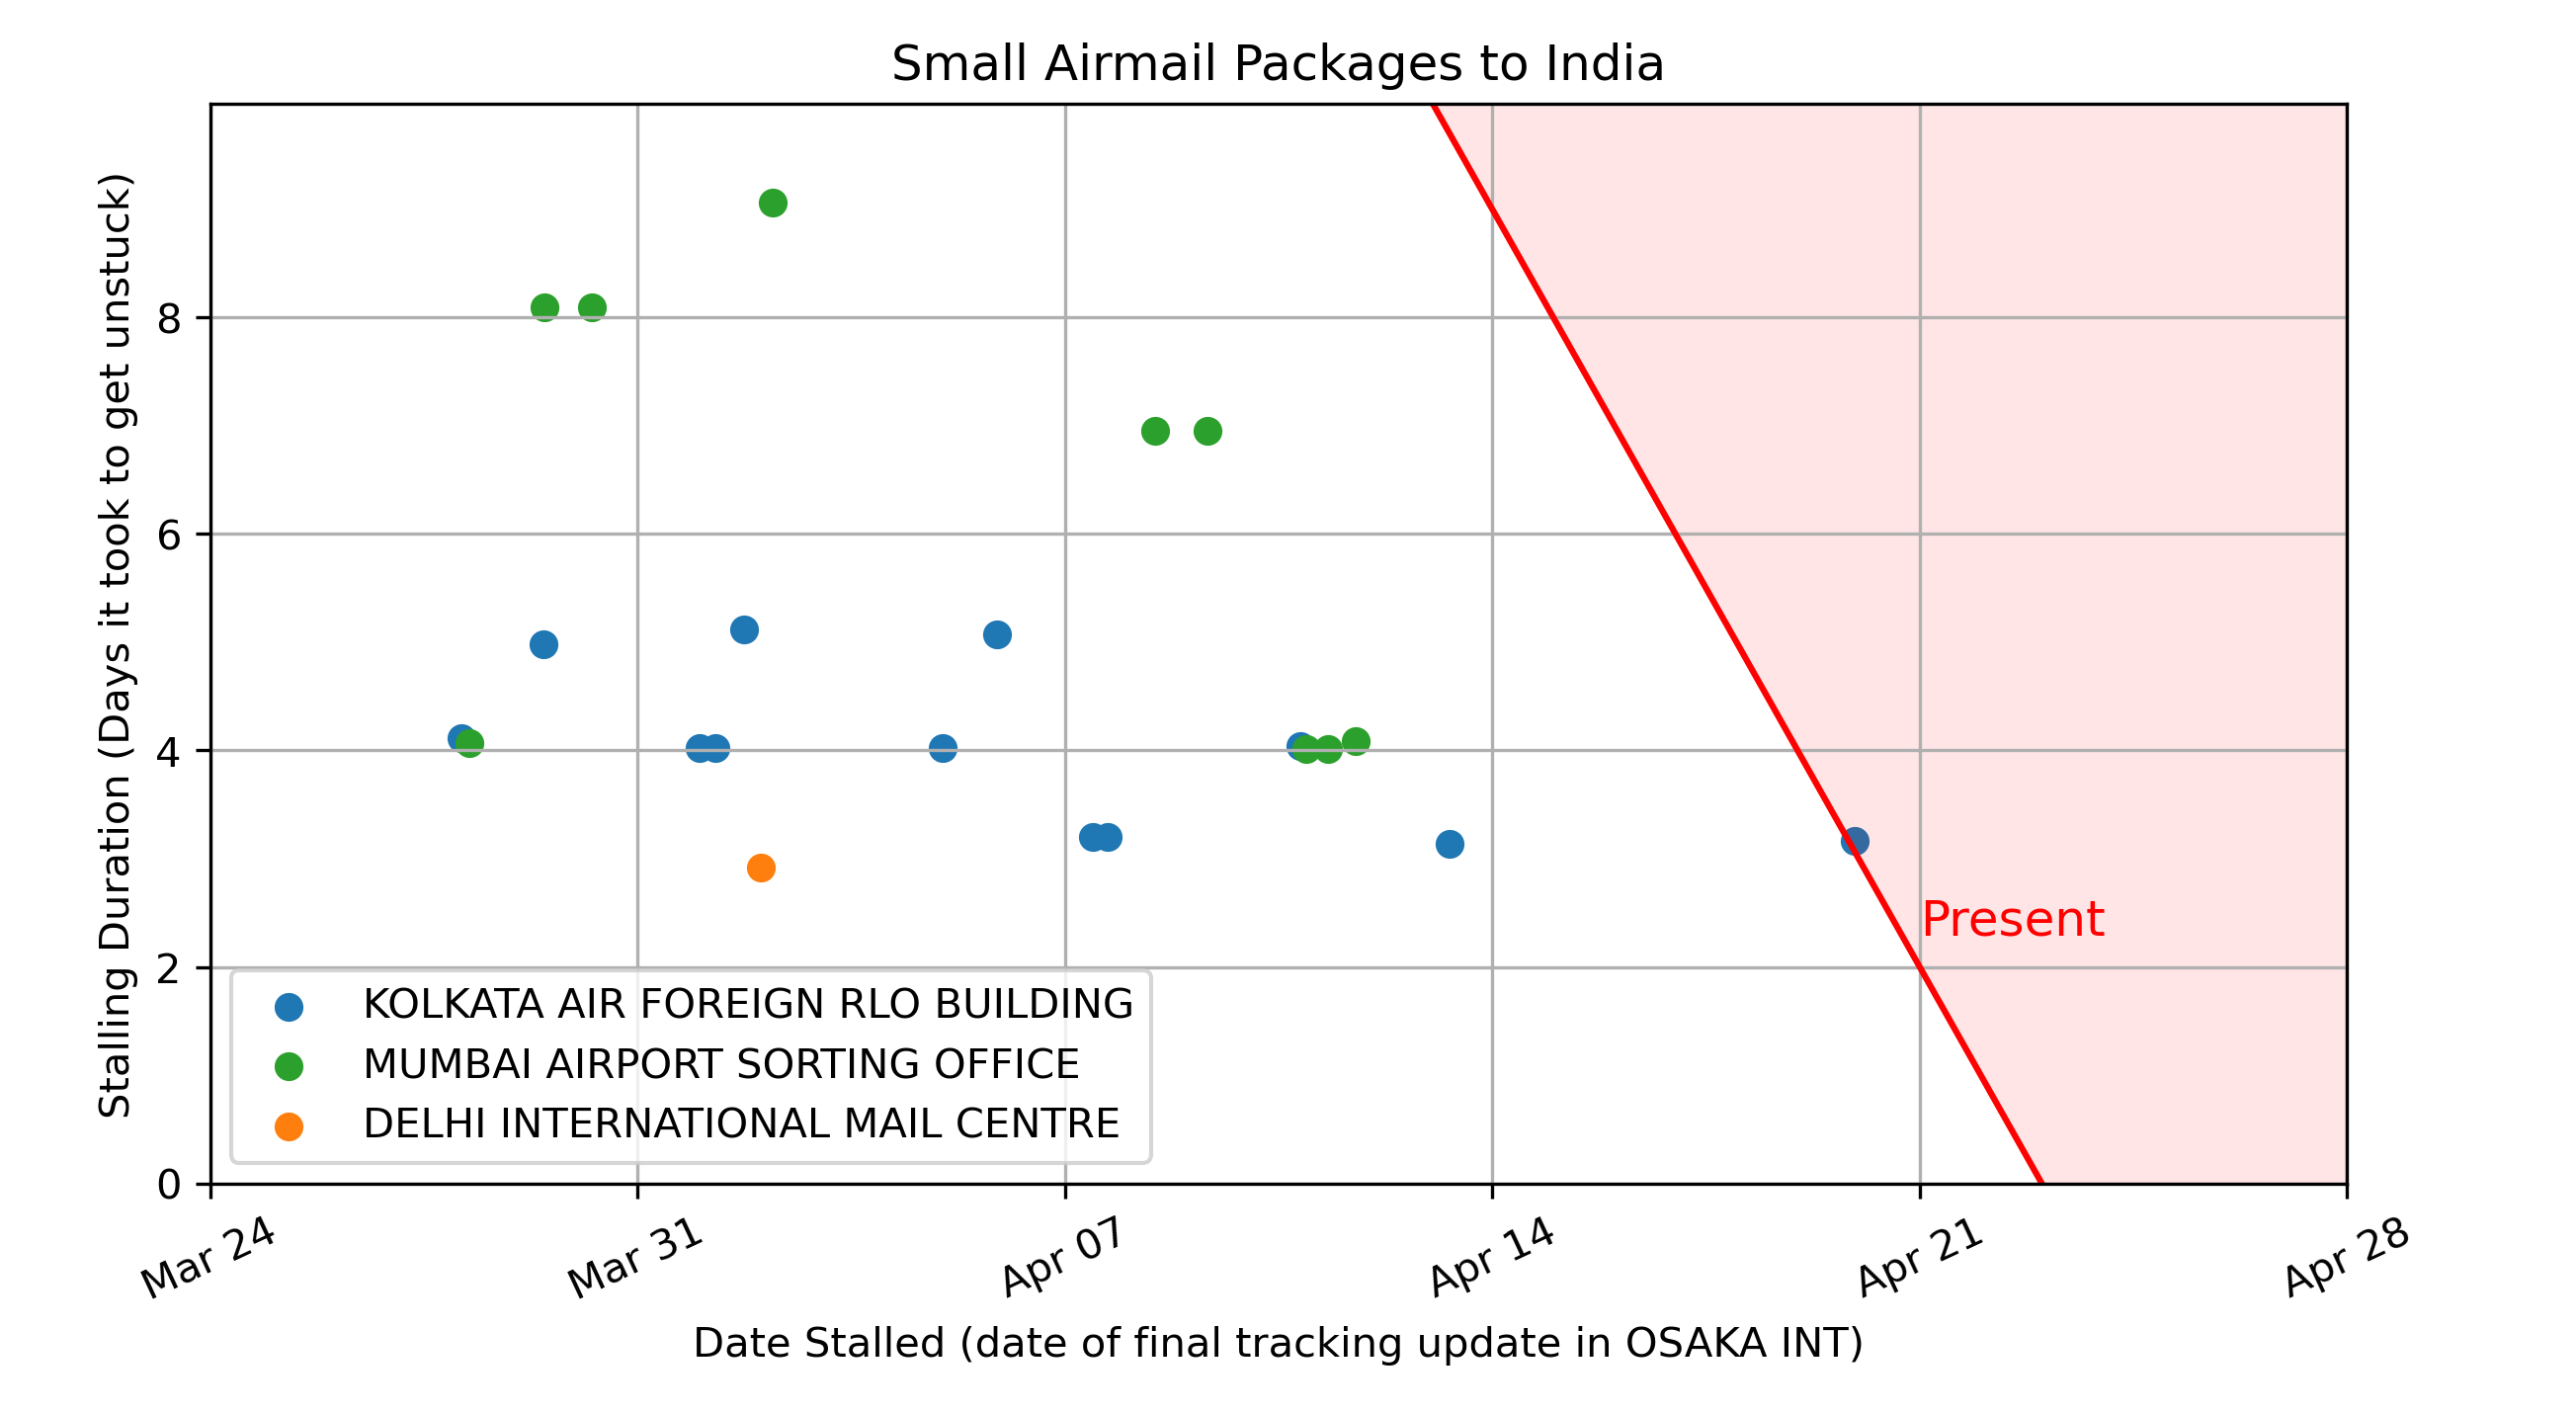 Small Airmail Packages to India
Stalling Duration (Days it took to get unstuck)
8
6
4
2
0
Present
KOLKATA AIR FOREIGN RLO BUILDING
MUMBAI AIRPORT SORTING OFFICE
DELHI INTERNATIONAL MAIL CENTRE
Mar 24
Mar 31
Apr 07
Apr 14
Apr 21
Apr 28
Date Stalled (date of final tracking update in OSAKA INT)